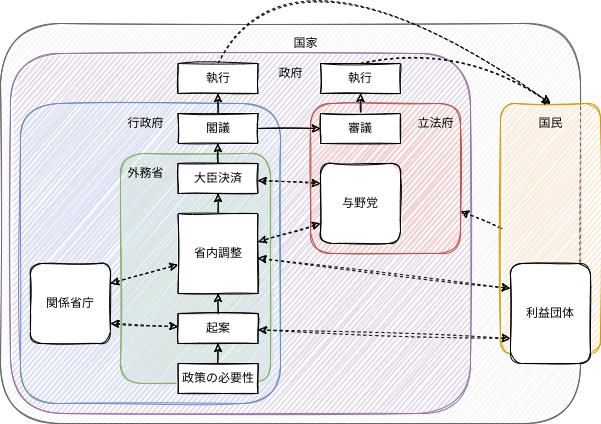 国家
執行
政府
執行
行政府
閣議
審議
立法府
国民
外務省
大臣決済
与野党
省内調整
関係省庁
利益団体
起案
政策の必要性